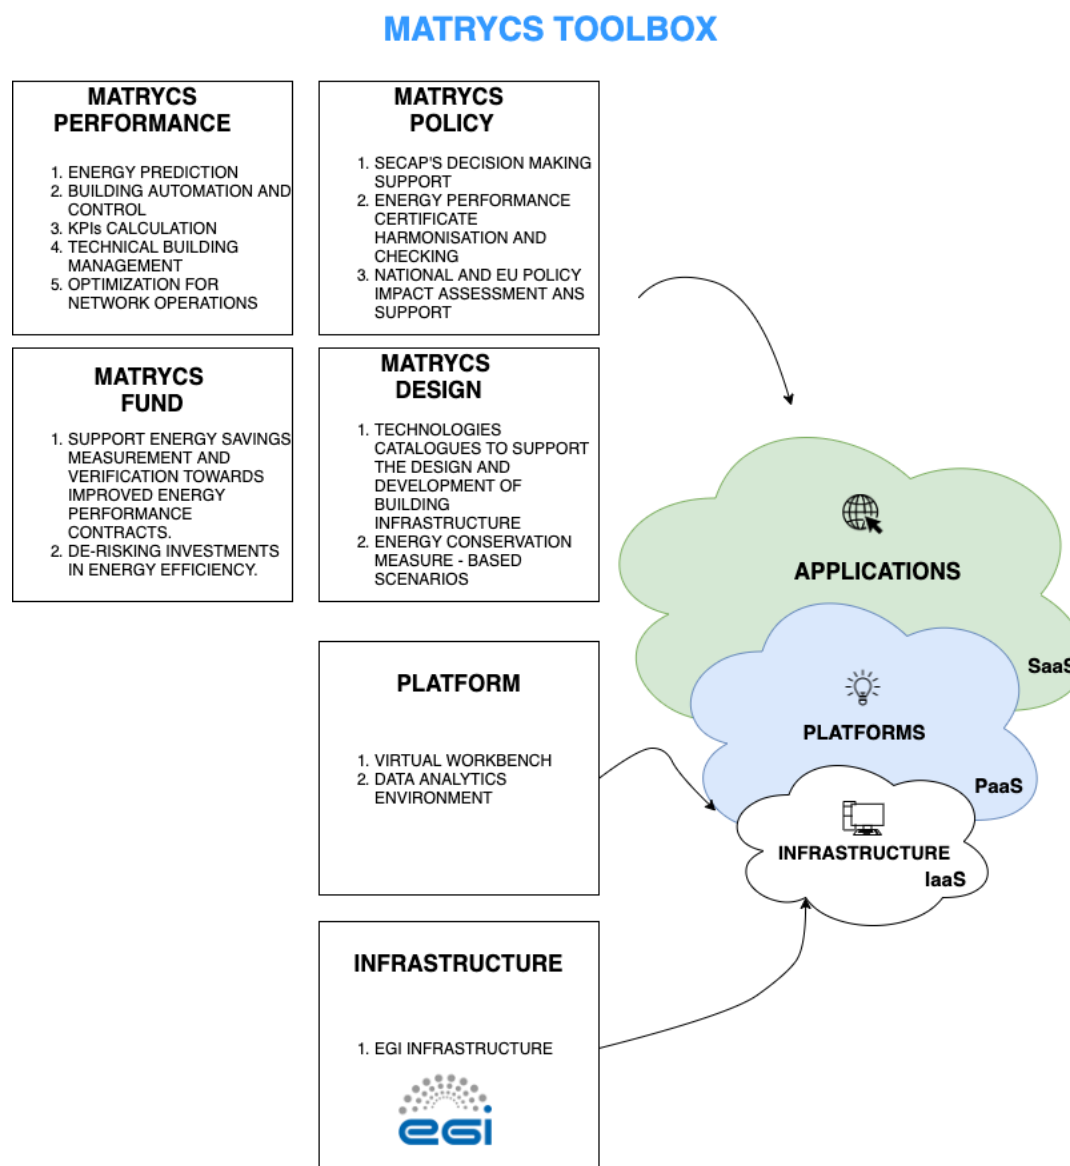 MATRYCS TOOLBOX
MATRYCS
PERFORMANCE
1. ENERGY PREDICTION
2. BUILDING AUTOMATION AND
CONTROL
3. KPIs CALCULATION
4. TECHNICAL BUILDING
MANAGEMENT
5. OPTIMIZATION FOR
NETWORK OPERATIONS
MATRYCS
POLICY
1. SECAP'S DECISION MAKING
SUPPORT
2. ENERGY PERFORMANCE
CERTIFICATE
HARMONISATION AND
CHECKING
3. NATIONAL AND EU POLICY
IMPACT ASSESSMENT ANS
SUPPORT
MATRYCS
FUND
1. SUPPORT ENERGY SAVINGS
MEASUREMENT AND
VERIFICATION TOWARDS
IMPROVED ENERGY
PERFORMANCE
CONTRACTS.
2. DE-RISKING INVESTMENTS
IN ENERGY EFFICIENCY.
MATRYCS
DESIGN
1. TECHNOLOGIES
CATALOGUES TO SUPPORT
THE DESIGN AND
DEVELOPMENT OF
BUILDING
INFRASTRUCTURE
2. ENERGY CONSERVATION
MEASURE - BASED
SCENARIOS
APPLICATIONS
SaaS
PLATFORM
1. VIRTUAL WORKBENCH
2. DATA ANALYTICS
ENVIRONMENT
PLATFORMS
PaaS
INFRASTRUCTURE
IaaS
INFRASTRUCTURE
1. EGI INFRASTRUCTURE
eGi